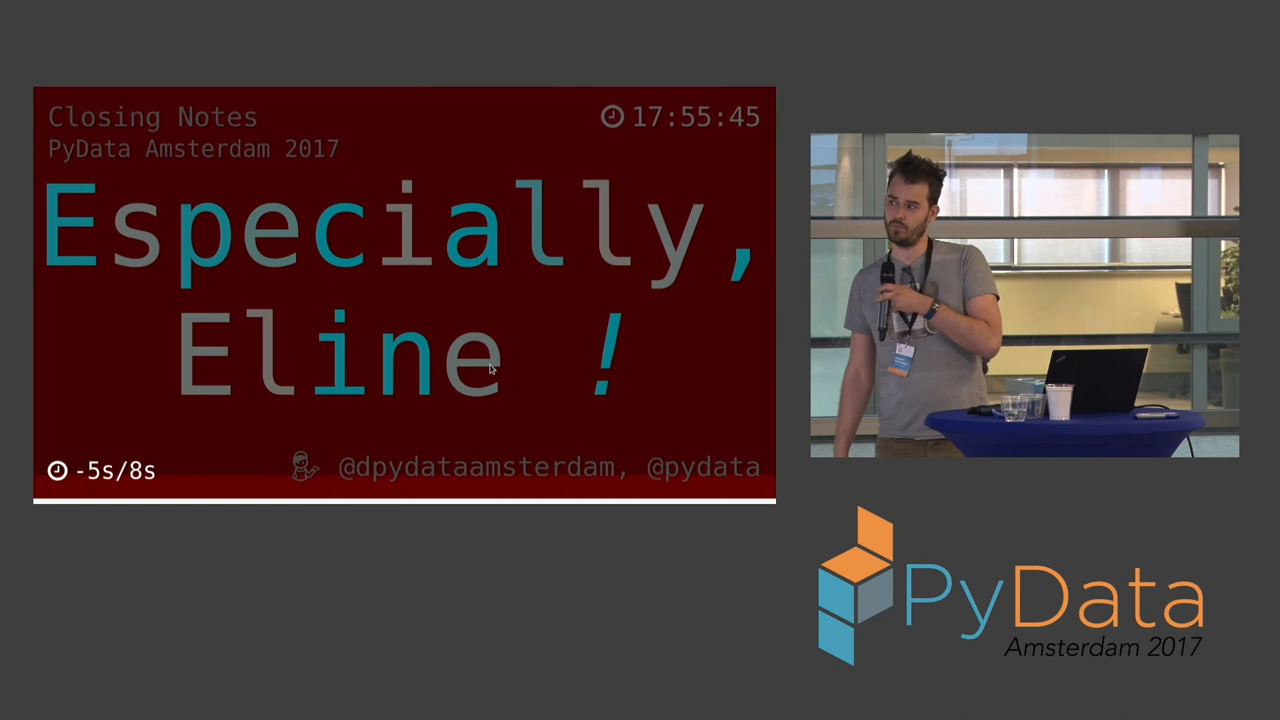 Closing Notes
17:55:45
PyData Amsterdam 2017
Especially,
Eline !
-5s/8s
@dpydataamsterdam, @pydata
PyData
Amsterdam 2017